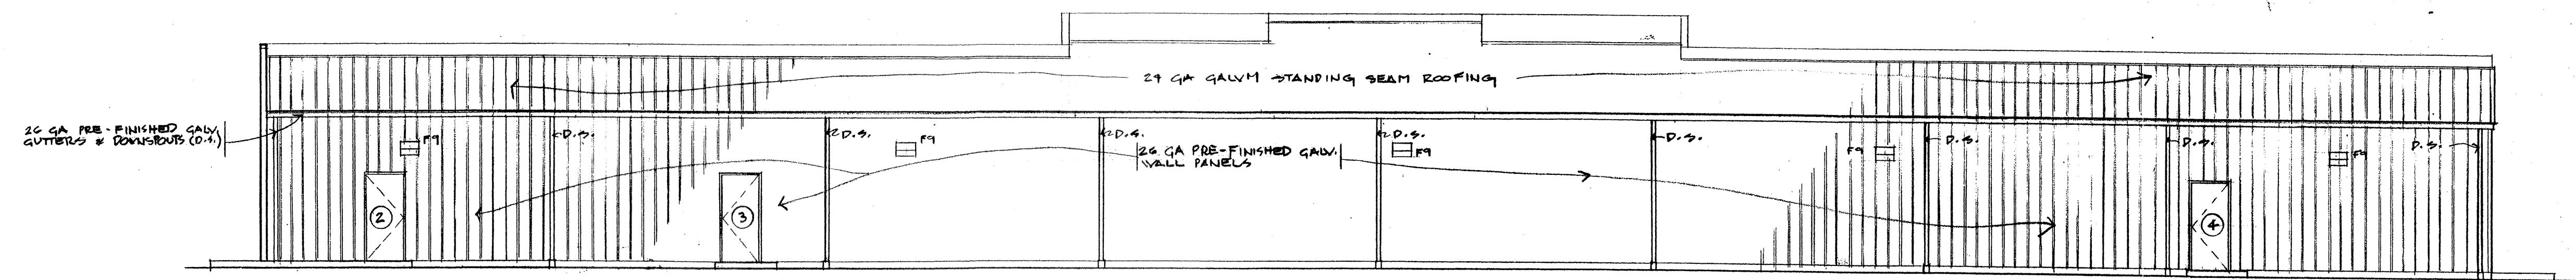 24 GA GALVM STANDING SEAM ROOFING
26 GA PRE-FINISHED GALV.
GUTTERS & DOWNSPOUTS (D.S.)
F9
D.S.
D.S.
F9
D.S.
26 GA PRE-FINISHED GALV.
WALL PANELS
D.S.
F9
D.S.
F9
D.S.
D.S.
F9
D.S.
2
3
4